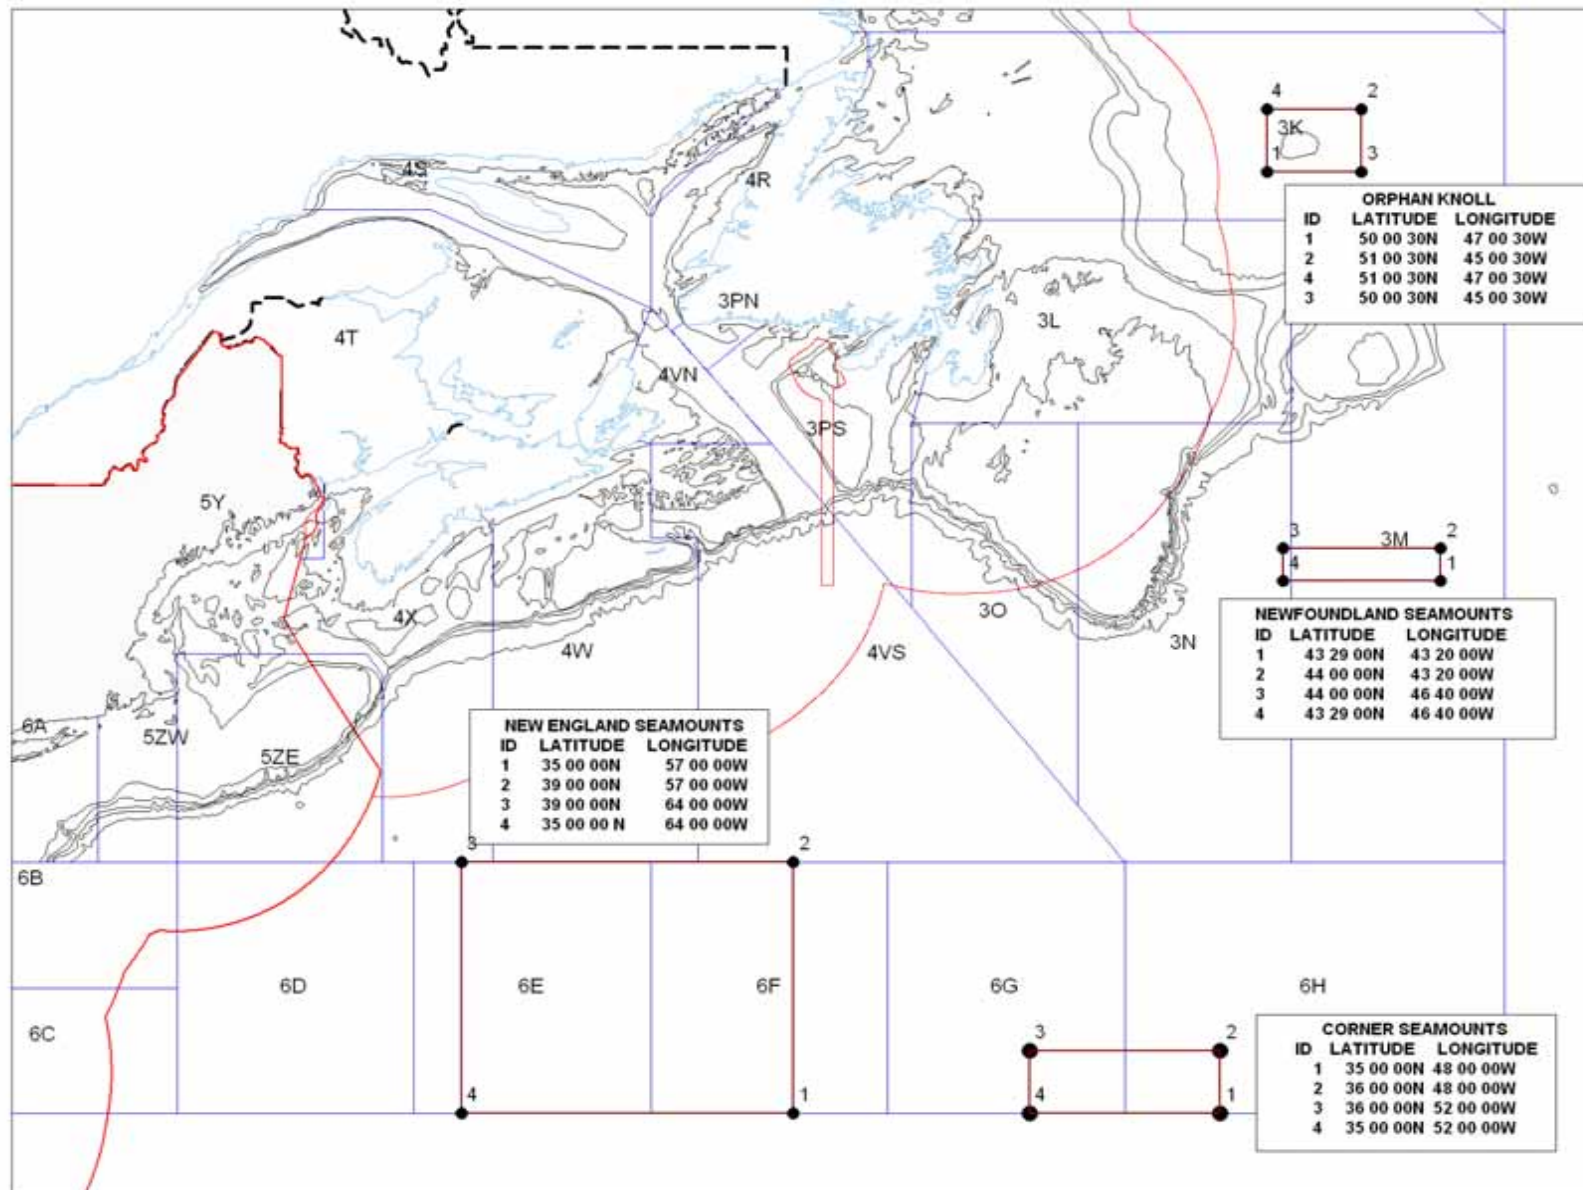 4 2
3K
1 3
4S
4R
ORPHAN KNOLL
ID LATITUDE LONGITUDE
1 50 00 30N 47 00 30W
2 51 00 30N 45 00 30W
4 51 00 30N 47 00 30W
3 50 00 30N 45 00 30W
3PN
3L
4T
4VN
3PS
5Y
3 3M 2
4 1
4X
3O
3N
4W
4VS
NEWFOUNDLAND SEAMOUNTS
ID LATITUDE LONGITUDE
1 43 29 00N 43 20 00W
2 44 00 00N 43 20 00W
3 44 00 00N 46 40 00W
4 43 29 00N 46 40 00W
6A
5ZW
5ZE
NEW ENGLAND SEAMOUNTS
ID LATITUDE LONGITUDE
1 35 00 00N 57 00 00W
2 39 00 00N 57 00 00W
3 39 00 00N 64 00 00W
4 35 00 00 N 64 00 00W
3 2
6B
6D
6E
6F
6G
6H
6C
3 2
4 1
4 1
CORNER SEAMOUNTS
ID LATITUDE LONGITUDE
1 35 00 00N 48 00 00W
2 36 00 00N 48 00 00W
3 36 00 00N 52 00 00W
4 35 00 00N 52 00 00W